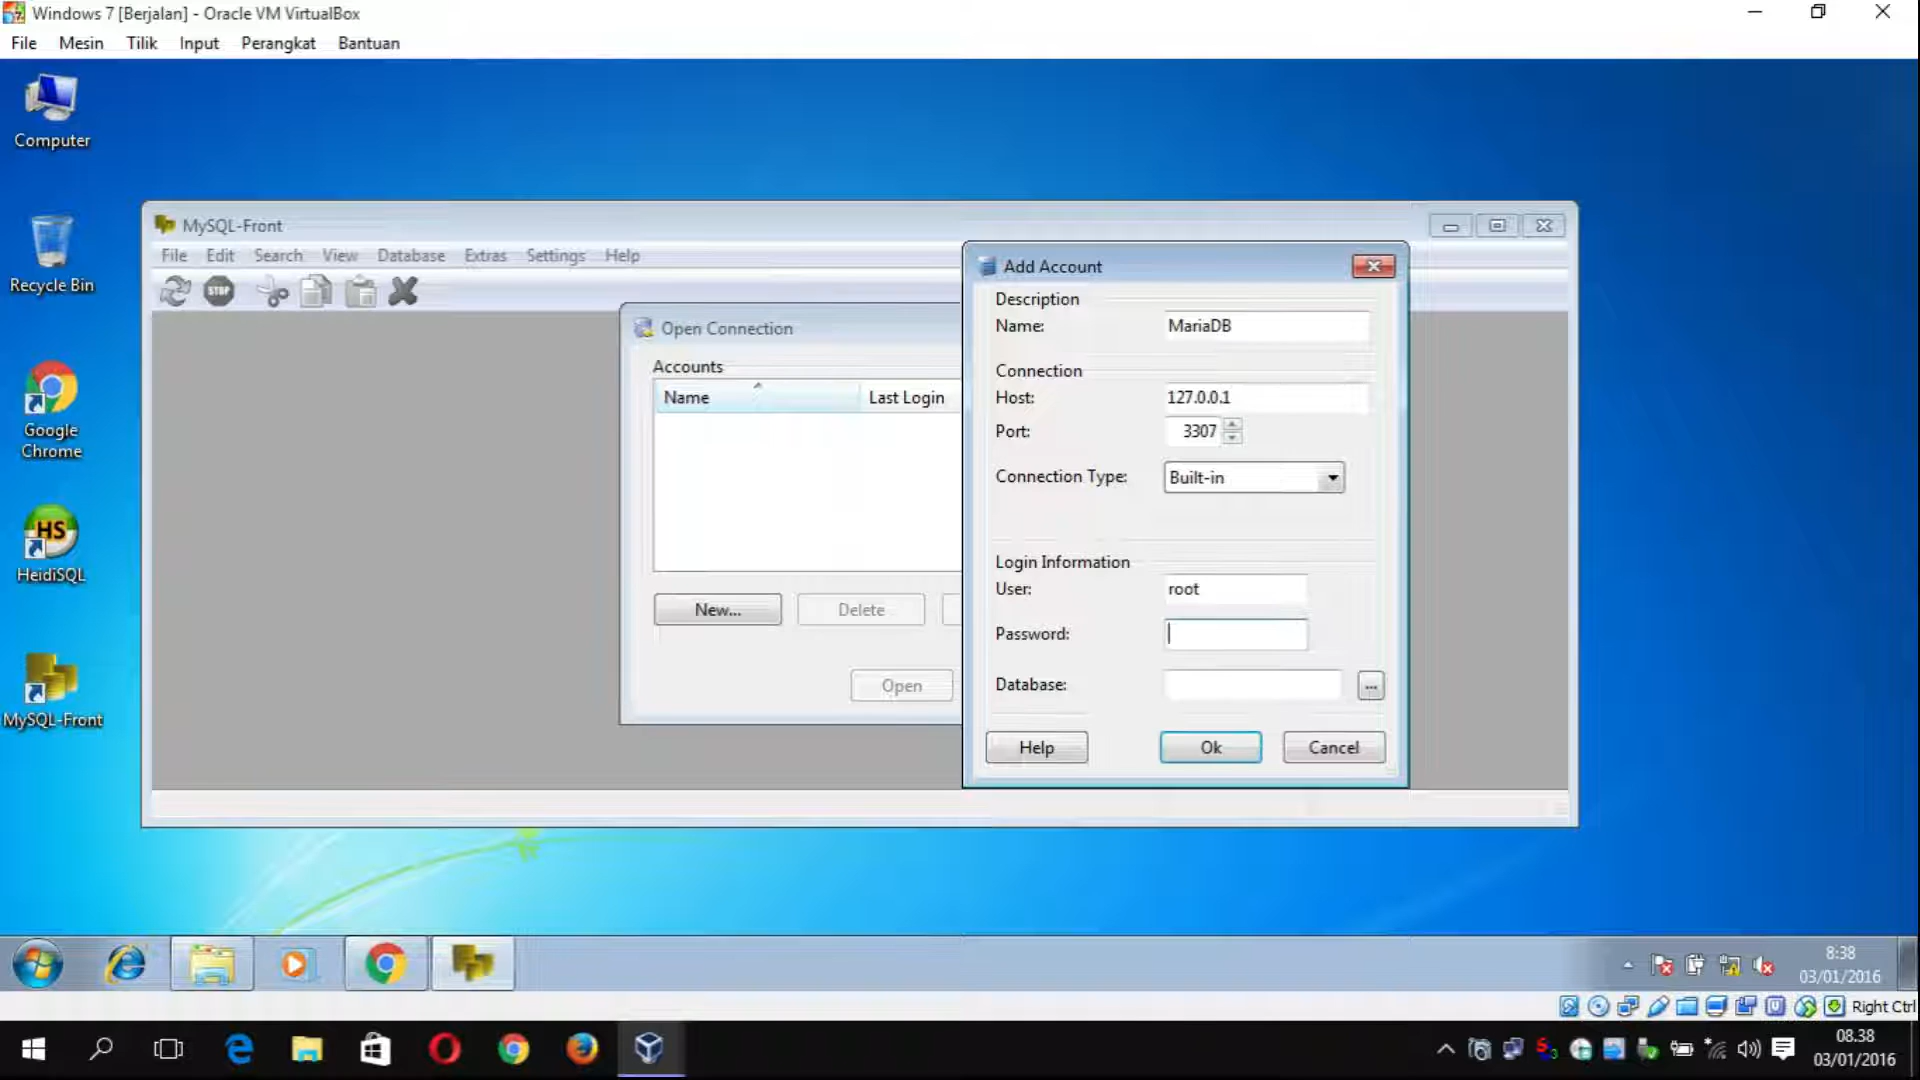 Windows 7 [Berjalan] - Oracle VM VirtualBox
File Mesin Tilik Input Perangkat Bantuan
Computer
Recycle Bin
Google
Chrome
HS
HeidiSQL
MySQL-Front
MySQL-Front
File Edit Search View Database Extras Settings Help
STOP
Open Connection
Accounts
Name Last Login
New... Delete
Open
Add Account
Description
Name: MariaDB
Connection
Host: 127.0.0.1
Port: 3307
Connection Type: Built-in
Login Information
User: root
Password:
Database: ...
Help Ok Cancel
8:38
03/01/2016
Right Ctrl
08.38
03/01/2016